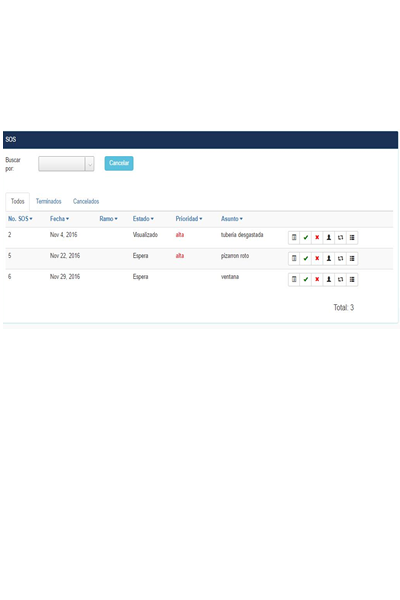 SOS
Buscar por: ... Cancelar
Todos Terminados Cancelados
No. SOS Fecha Ramo Estado Prioridad Asunto
2 Nov 4, 2016 Visualizado alta tuberia desgastada
5 Nov 22, 2016 Espera alta pizarron roto
6 Nov 29, 2016 Espera ventana
Total: 3